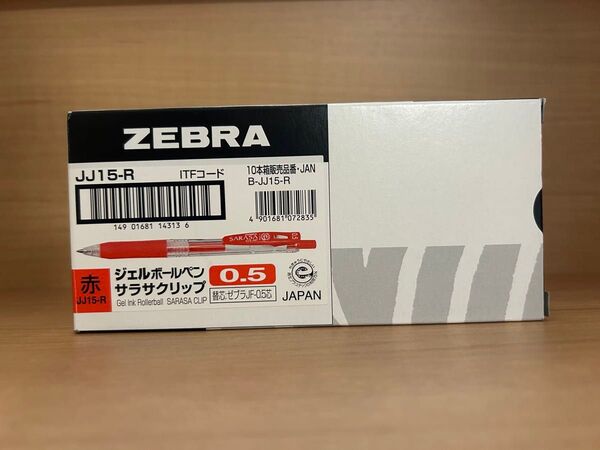 ZEBRA
JJ15-R
ITFコード
10本箱販売品番・JAN
B-JJ15-R
149 01681 14313 6
4 901681 072835
SARASA
赤
JJ15-R
ジェルボールペン
サラサクリップ
0.5
Gel Ink Rollerball SARASA CLIP
替芯:ゼブラJF-0.5芯
JAPAN